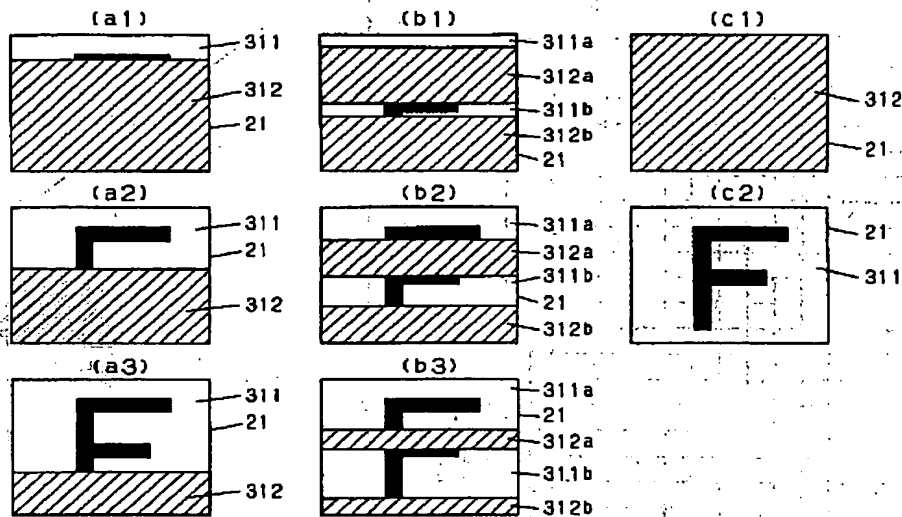 (a1) (b1) (c1)
311 311a
312 312a 312
311b
21 312b 21
21
(a2) (b2) (c2)
311 311a 21
21 312a
311b 311
312 21
312b
(a3) (b3)
311 311a
21 21
312a
311b
312 312b
F